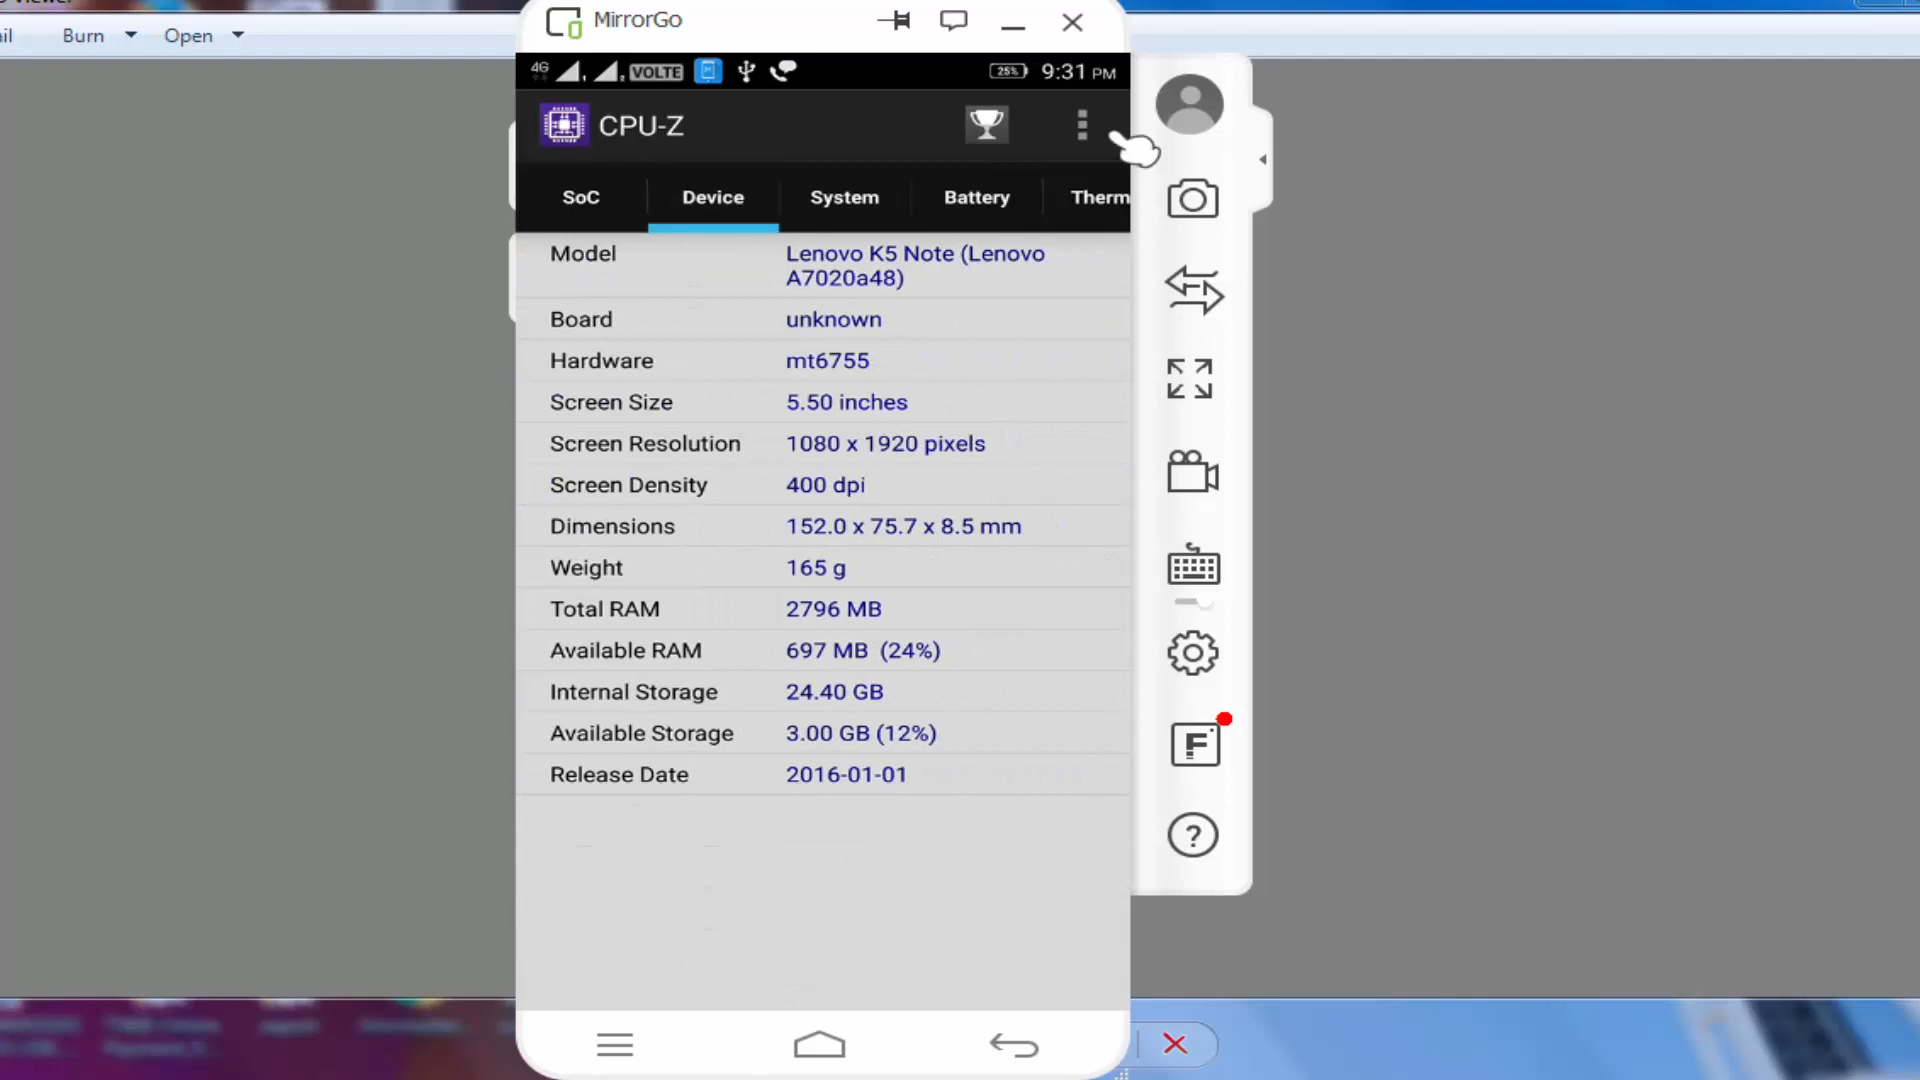 Burn Open
MirrorGo
4G 1 2 VOLTE 25% 9:31 PM
CPU-Z
SoC Device System Battery Therm
Model Lenovo K5 Note (Lenovo
A7020a48)
Board unknown
Hardware mt6755
Screen Size 5.50 inches
Screen Resolution 1080 x 1920 pixels
Screen Density 400 dpi
Dimensions 152.0 x 75.7 x 8.5 mm
Weight 165 g
Total RAM 2796 MB
Available RAM 697 MB (24%)
Internal Storage 24.40 GB
Available Storage 3.00 GB (12%)
Release Date 2016-01-01
F
?